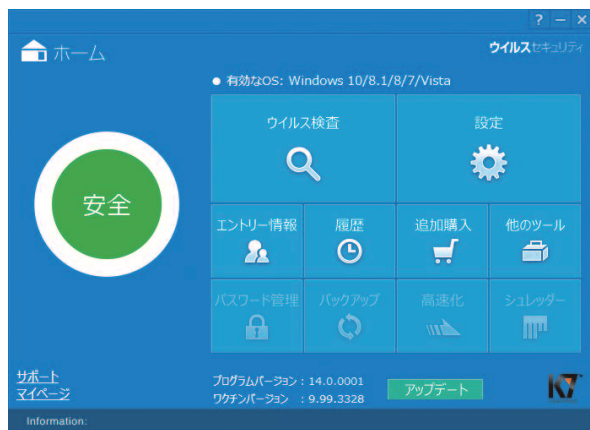 ? － ×
ホーム
ウイルスセキュリティ
● 有効なOS: Windows 10/8.1/8/7/Vista
ウイルス検査
設定
安全
エントリー情報
履歴
追加購入
他のツール
パスワード管理
バックアップ
高速化
シュレッダー
サポート
マイページ
プログラムバージョン : 14.0.0001
ワクチンバージョン : 9.99.3328
アップデート
K7
Information: